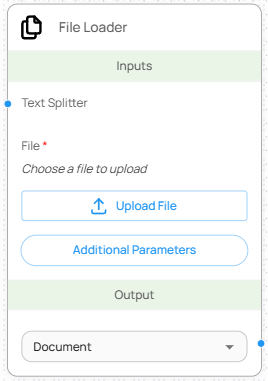 File Loader
Inputs
Text Splitter
File *
Choose a file to upload
Upload File
Additional Parameters
Output
Document